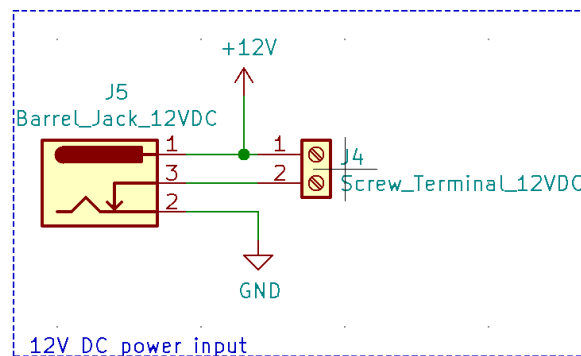 +12V
J5
Barrel_Jack_12VDC
1
3
2
1
2
J4
Screw_Terminal_12VDC
GND
12V DC power input